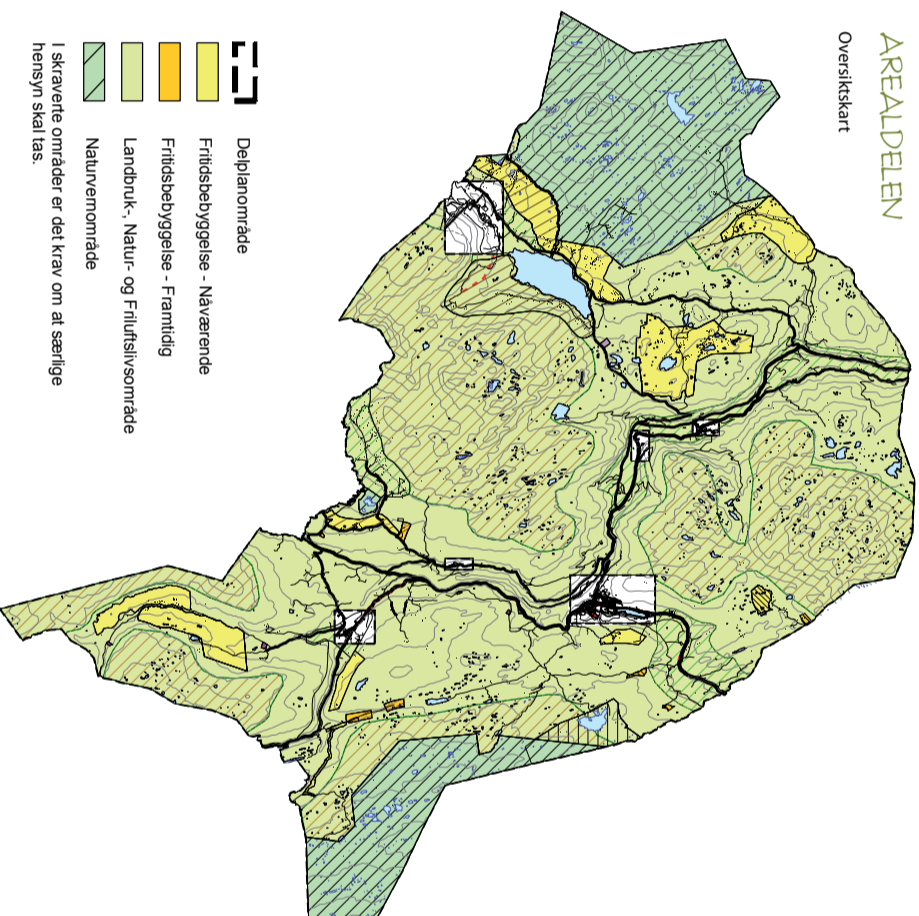 AREALDELEN
Oversiktskart
Delplanområde
Fritidsbebyggelse - Nåværende
Fritidsbebyggelse - Framtidig
Landbruk-, Natur- og Friluftslivsområde
Naturvernområde
I skraverte områder er det krav om at særlige
hensyn skal tas.